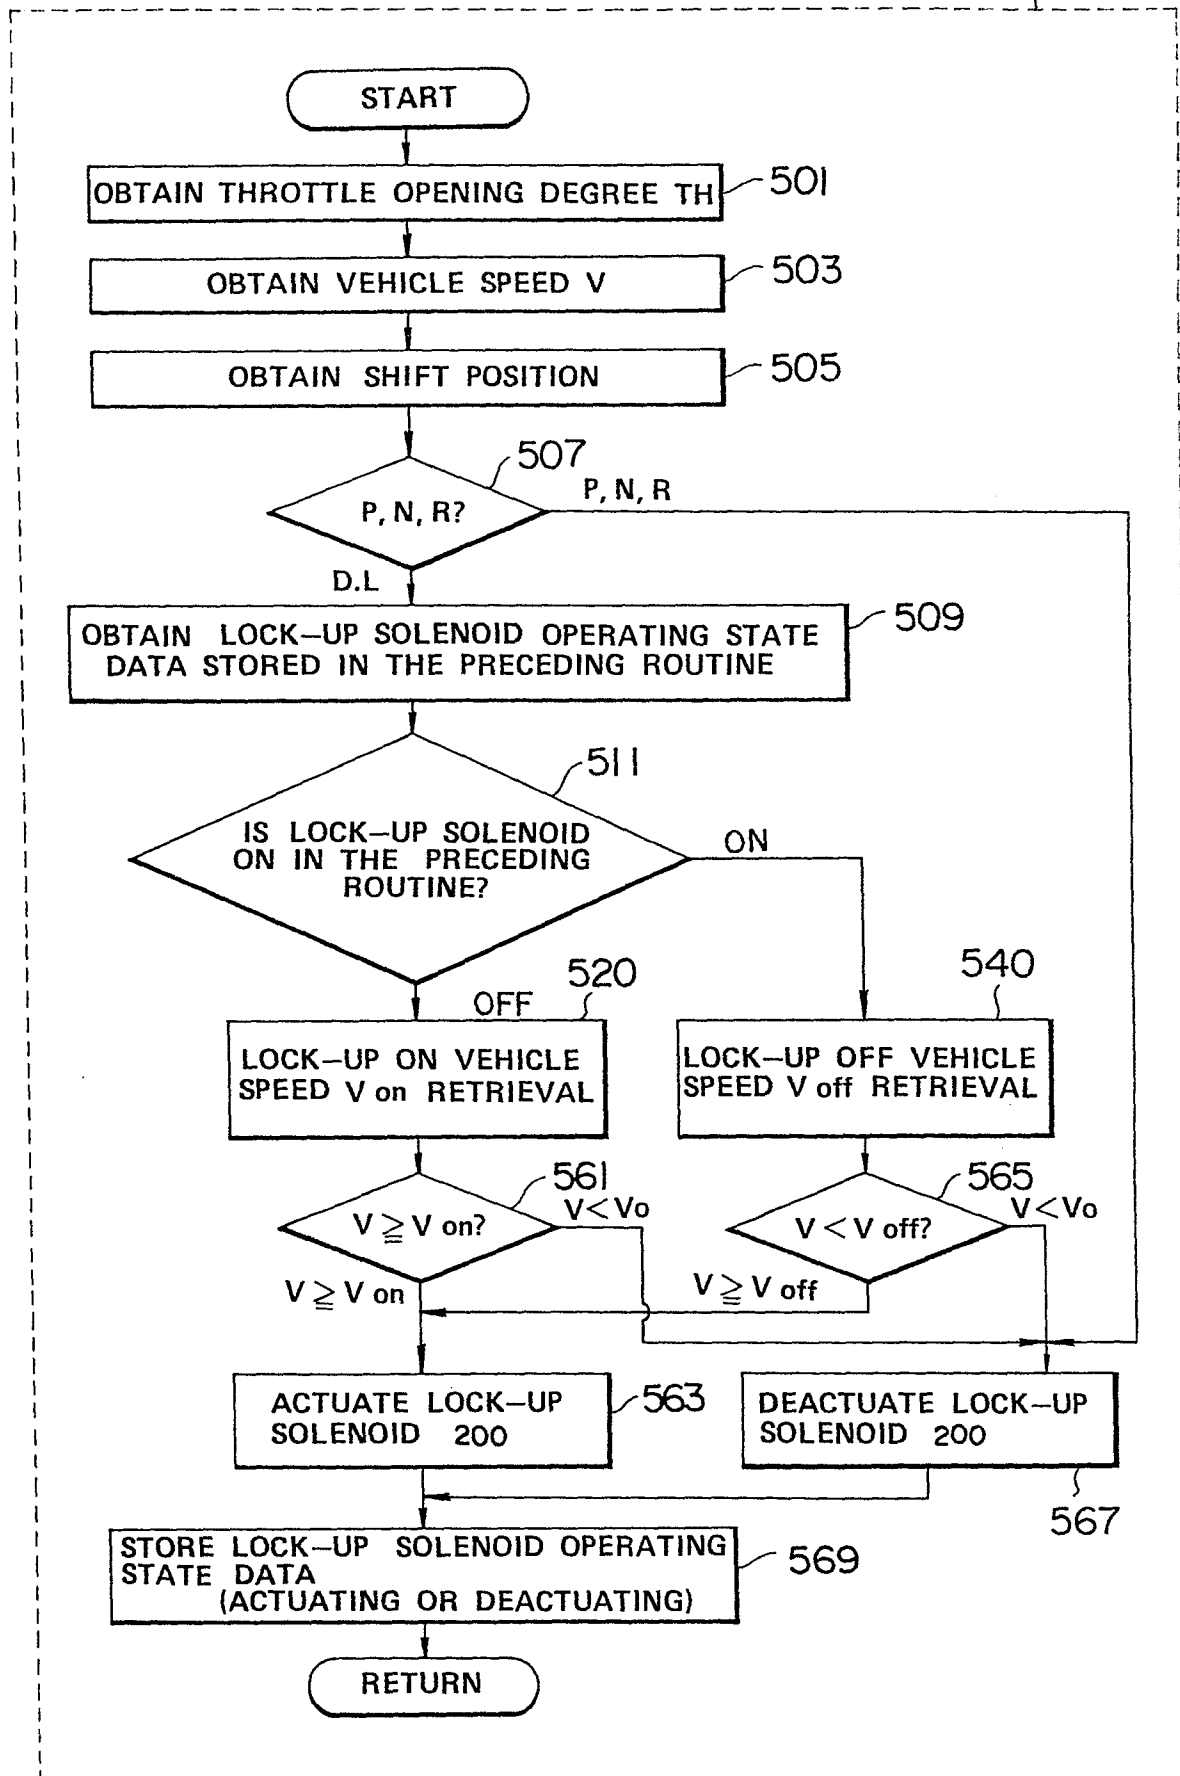 START
OBTAIN THROTTLE OPENING DEGREE TH
501
OBTAIN VEHICLE SPEED V
503
OBTAIN SHIFT POSITION
505
507
P, N, R?
P, N, R
D.L
OBTAIN LOCK-UP SOLENOID OPERATING STATE
DATA STORED IN THE PRECEDING ROUTINE
509
511
IS LOCK-UP SOLENOID
ON IN THE PRECEDING
ROUTINE?
ON
OFF
520
540
LOCK-UP ON VEHICLE
SPEED V on RETRIEVAL
LOCK-UP OFF VEHICLE
SPEED V off RETRIEVAL
561
V ≧ V on?
V < Vo
565
V < V off?
V < Vo
V ≧ V on
V ≧ V off
ACTUATE LOCK-UP
SOLENOID 200
563
DEACTUATE LOCK-UP
SOLENOID 200
567
STORE LOCK-UP SOLENOID OPERATING
STATE DATA
(ACTUATING OR DEACTUATING)
569
RETURN